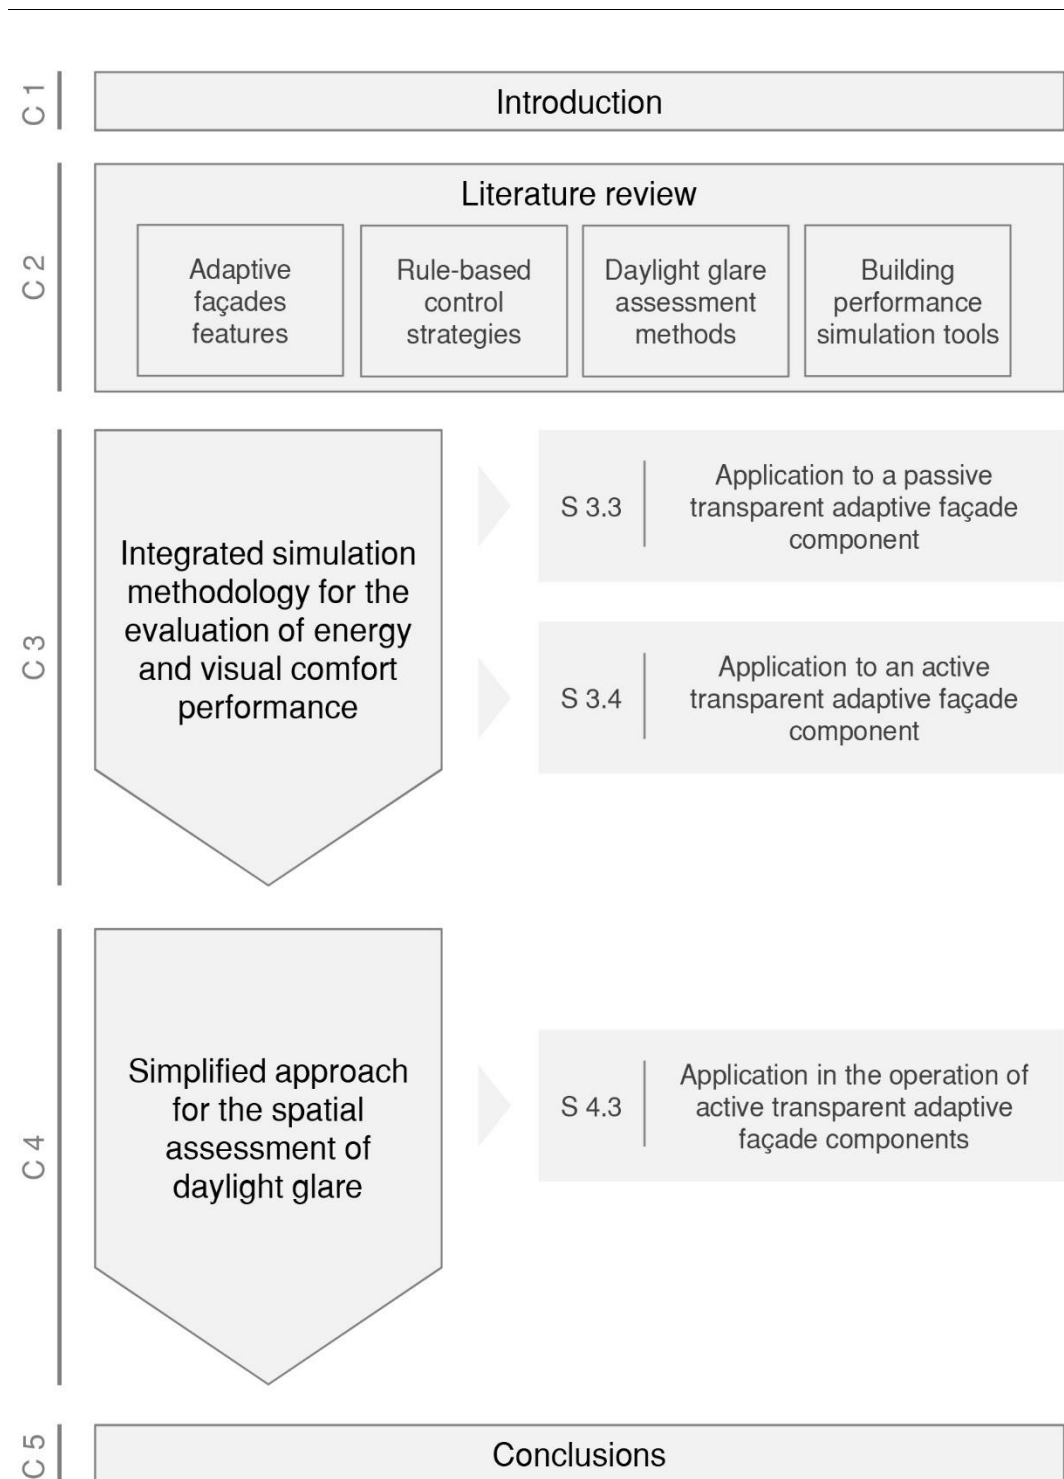 C 1
Introduction
C 2
Literature review
Adaptive
façades
features
Rule-based
control
strategies
Daylight glare
assessment
methods
Building
performance
simulation tools
C 3
Integrated simulation
methodology for the
evaluation of energy
and visual comfort
performance
S 3.3
Application to a passive
transparent adaptive façade
component
S 3.4
Application to an active
transparent adaptive façade
component
C 4
Simplified approach
for the spatial
assessment of
daylight glare
S 4.3
Application in the operation of
active transparent adaptive
façade components
C 5
Conclusions